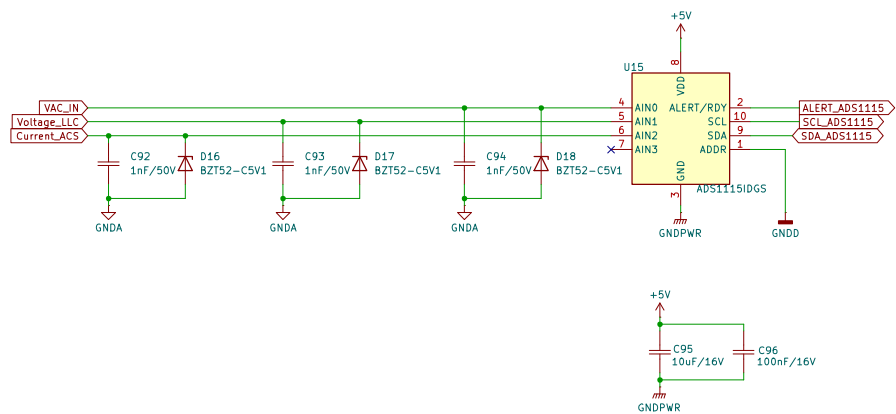 +5V
U15
8
VDD
VAC_IN
4 AIN0 ALERT/RDY 2 ALERT_ADS1115
Voltage_LLC
5 AIN1 SCL 10 SCL_ADS1115
Current_ACS
6 AIN2 SDA 9 SDA_ADS1115
7 AIN3 ADDR 1
C92
1nF/50V
D16
BZT52-C5V1
C93
1nF/50V
D17
BZT52-C5V1
C94
1nF/50V
D18
BZT52-C5V1
GND
3
ADS1115IDGS
GNDA
GNDA
GNDA
GNDPWR
GNDD
+5V
C95
10uF/16V
C96
100nF/16V
GNDPWR